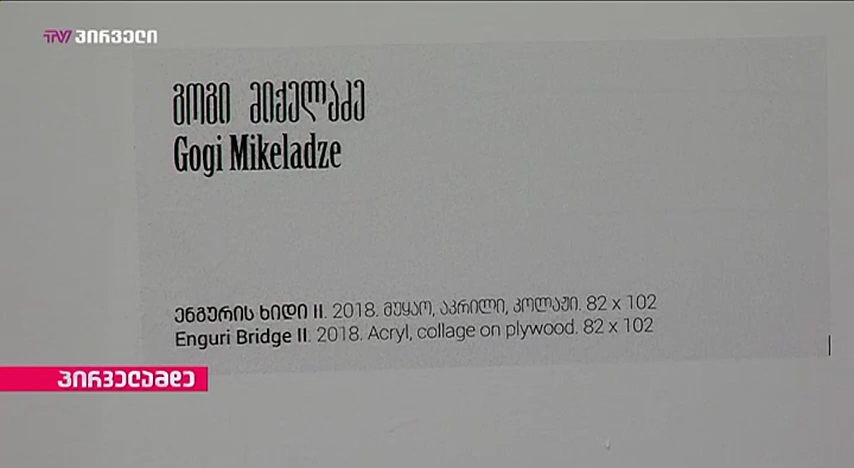 TV პირველი
გოგი მიქელაძე
Gogi Mikeladze
ენგურის ხიდი II. 2018. მუყაო, აკრილი, კოლაჟი. 82 x 102
Enguri Bridge II. 2018. Acryl, collage on plywood. 82 x 102
პირველამდე